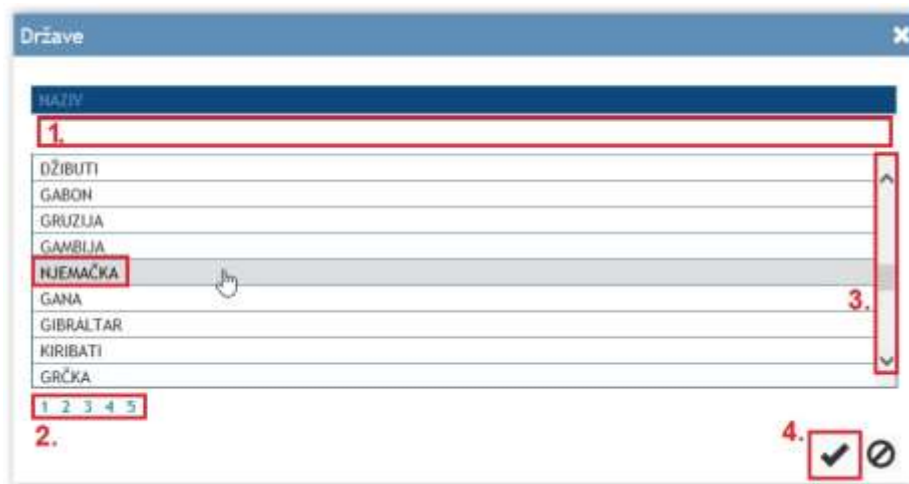 Države
NAZIV
1.
DŽIBUTI
GABON
GRUZIJA
GAMBIJA
NJEMAČKA
GANA
3.
GIBRALTAR
KIRIBATI
GRČKA
1 2 3 4 5
2.
4.